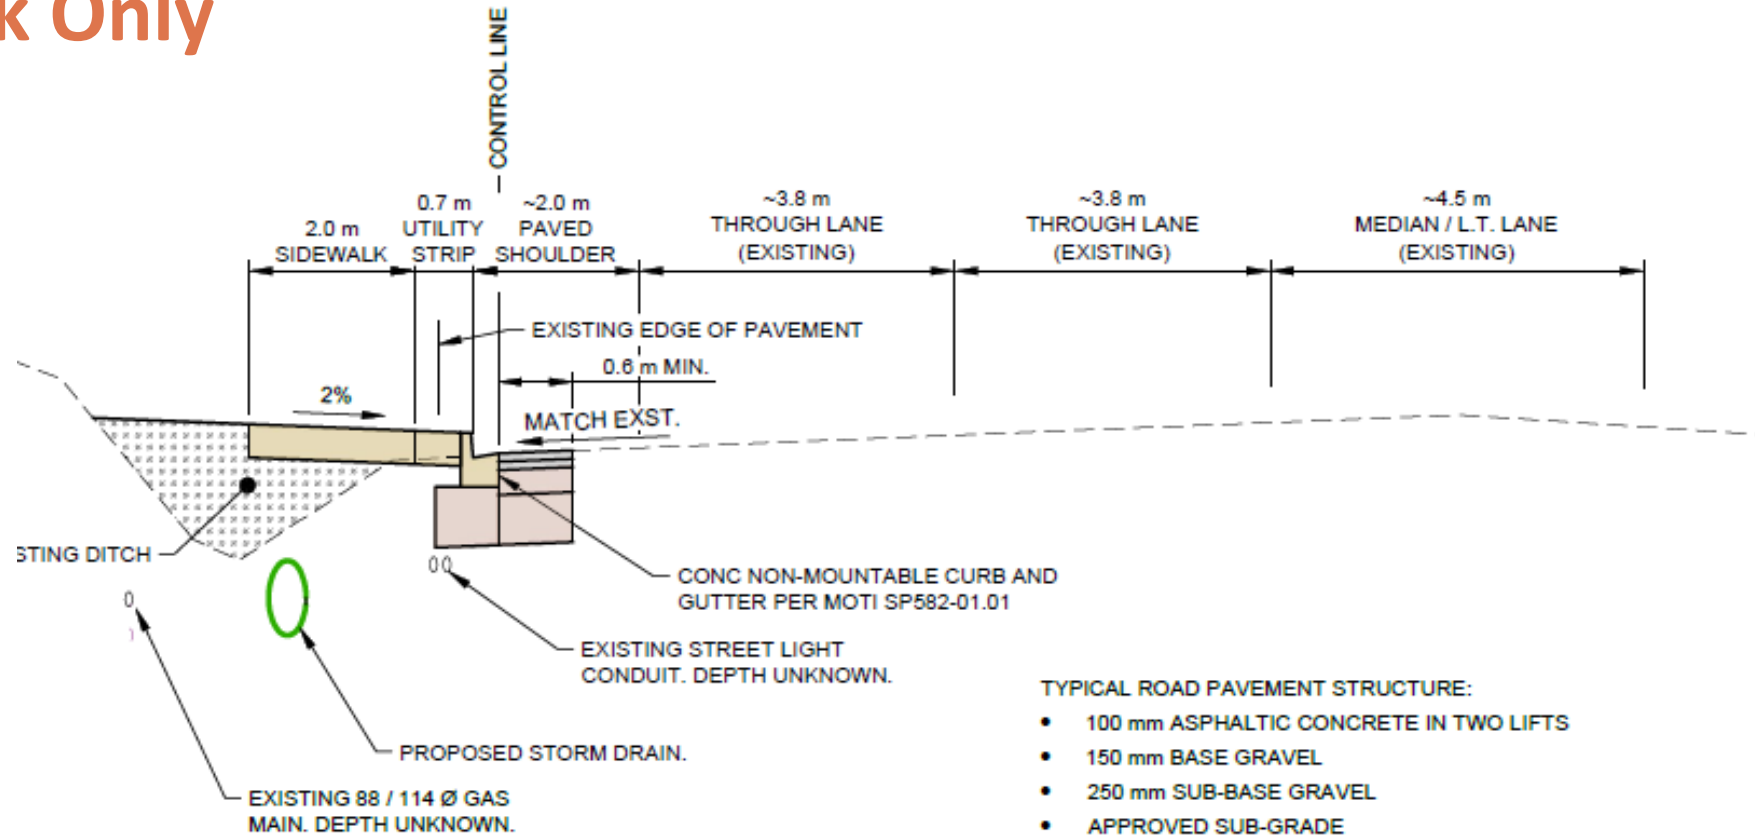 k Only
CONTROL LINE
2.0 m
SIDEWALK
0.7 m
UTILITY
STRIP
~2.0 m
PAVED
SHOULDER
~3.8 m
THROUGH LANE
(EXISTING)
~3.8 m
THROUGH LANE
(EXISTING)
~4.5 m
MEDIAN / L.T. LANE
(EXISTING)
EXISTING EDGE OF PAVEMENT
0.6 m MIN.
2%
MATCH EXST.
STING DITCH
CONC NON-MOUNTABLE CURB AND
GUTTER PER MOTI SP582-01.01
EXISTING STREET LIGHT
CONDUIT. DEPTH UNKNOWN.
PROPOSED STORM DRAIN.
EXISTING 88 / 114 Ø GAS
MAIN. DEPTH UNKNOWN.
TYPICAL ROAD PAVEMENT STRUCTURE:
• 100 mm ASPHALTIC CONCRETE IN TWO LIFTS
• 150 mm BASE GRAVEL
• 250 mm SUB-BASE GRAVEL
• APPROVED SUB-GRADE